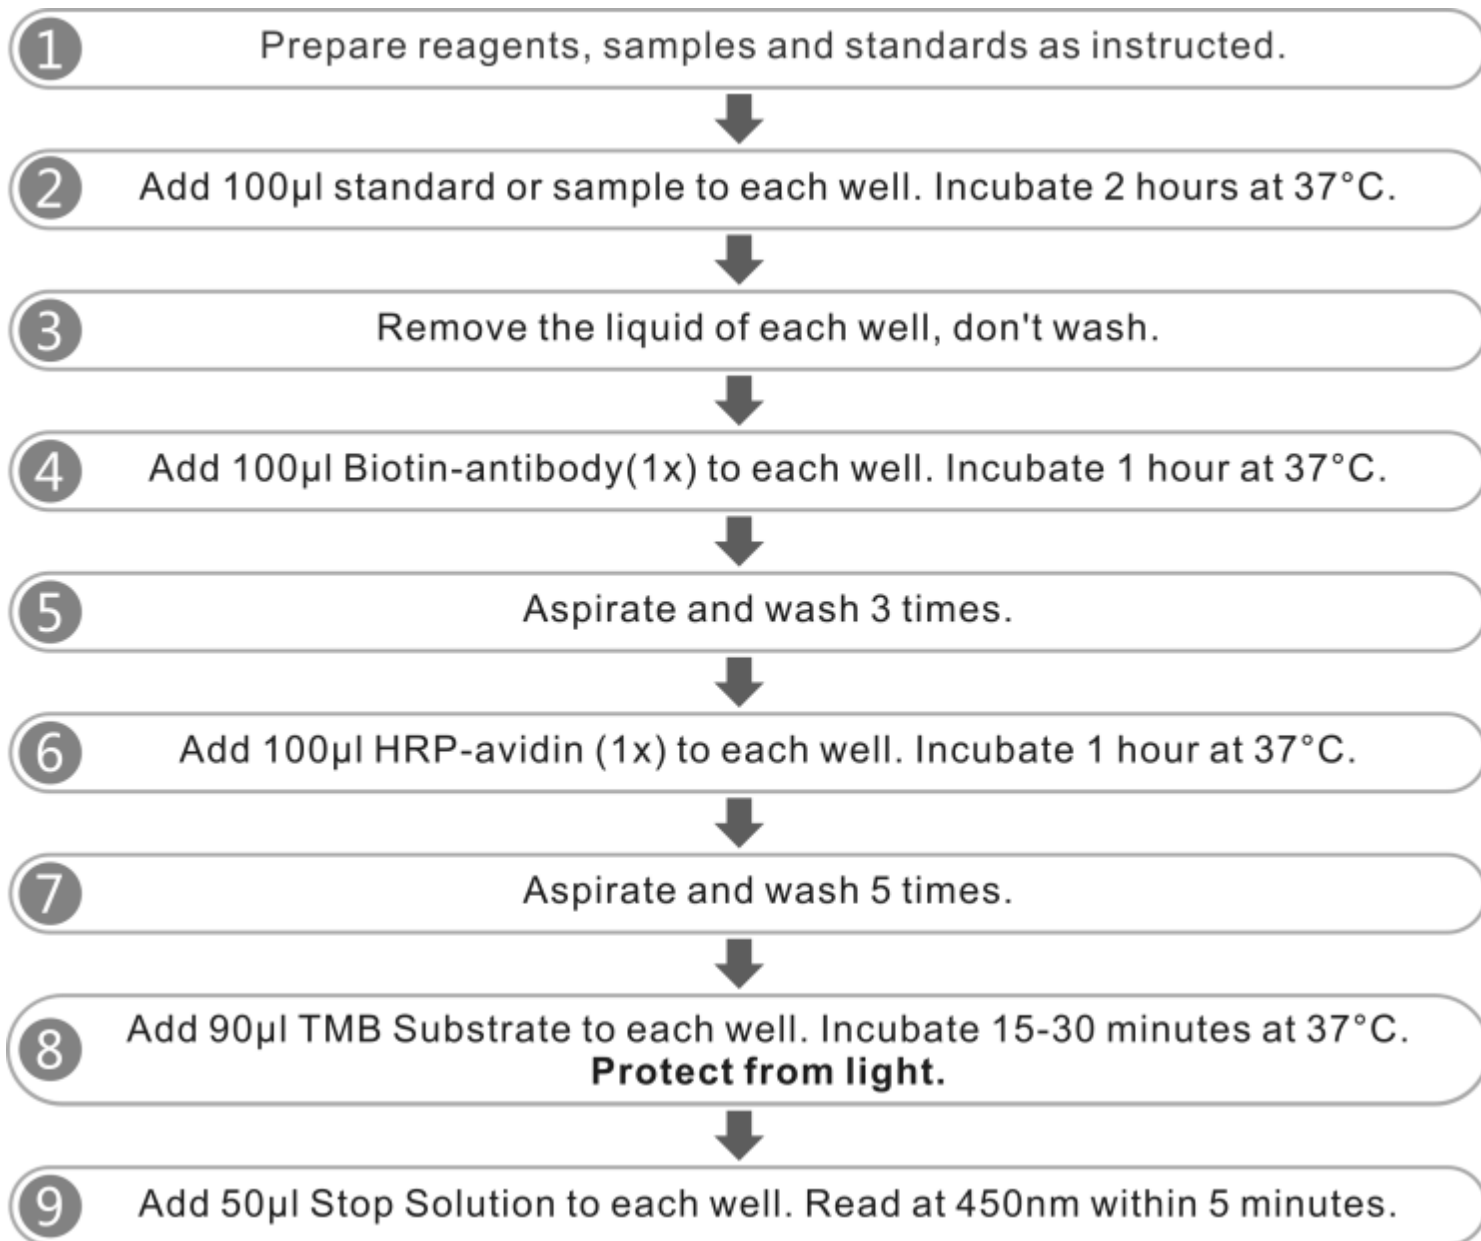 1 Prepare reagents, samples and standards as instructed.
2 Add 100µl standard or sample to each well. Incubate 2 hours at 37°C.
3 Remove the liquid of each well, don't wash.
4 Add 100µl Biotin-antibody(1x) to each well. Incubate 1 hour at 37°C.
5 Aspirate and wash 3 times.
6 Add 100µl HRP-avidin (1x) to each well. Incubate 1 hour at 37°C.
7 Aspirate and wash 5 times.
8 Add 90µl TMB Substrate to each well. Incubate 15-30 minutes at 37°C.
Protect from light.
9 Add 50µl Stop Solution to each well. Read at 450nm within 5 minutes.